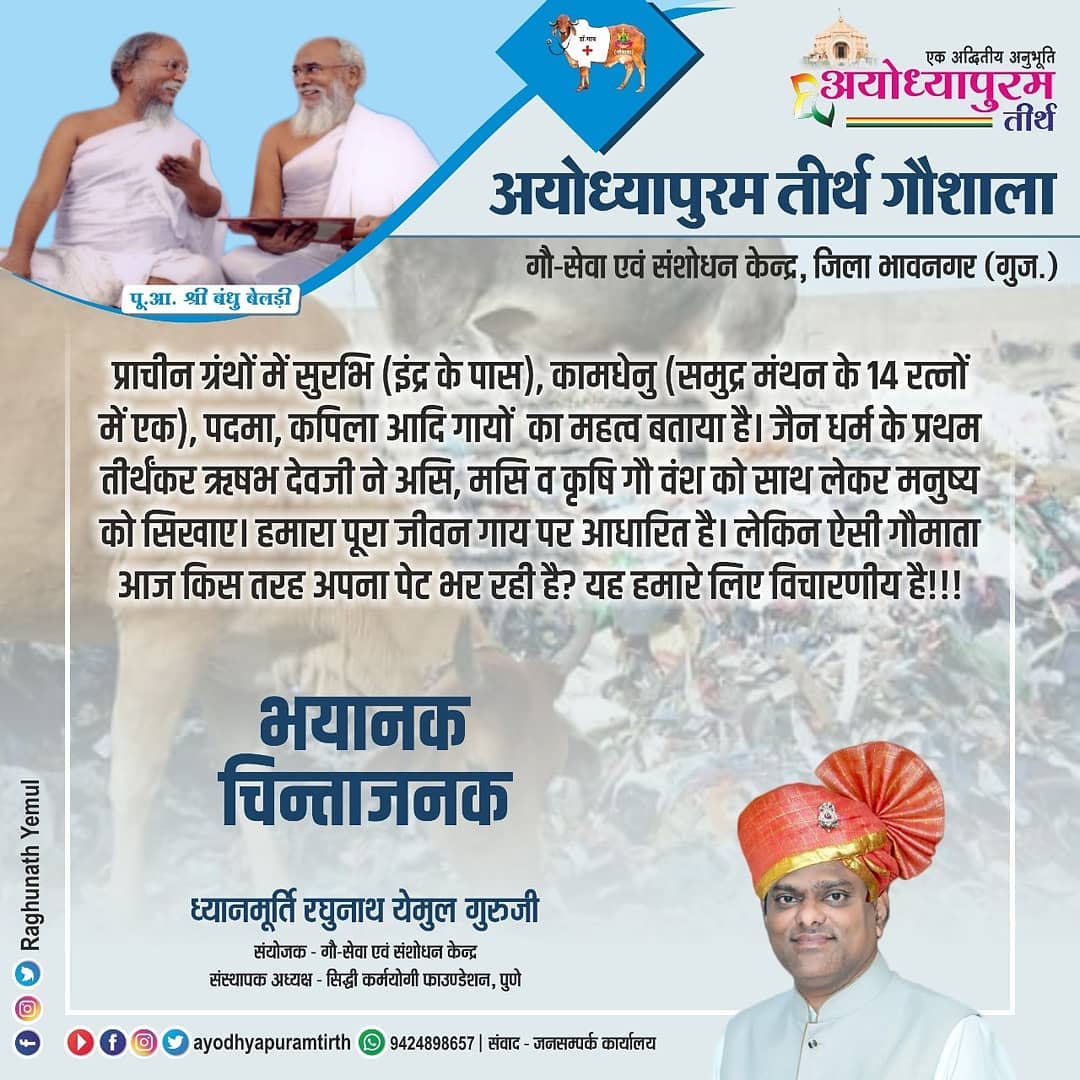 डॉ.गाय
एक अद्वितीय अनुभूति
अयोध्यापुरम
तीर्थ
अयोध्यापुरम तीर्थ गौशाला
गौ-सेवा एवं संशोधन केन्द्र, जिला भावनगर (गुज.)
पू.आ. श्री बंधु बेलड़ी
प्राचीन ग्रंथों में सुरभि (इंद्र के पास), कामधेनु (समुद्र मंथन के 14 रत्नों
में एक), पदमा, कपिला आदि गायों का महत्व बताया है। जैन धर्म के प्रथम
तीर्थंकर ऋषभ देवजी ने असि, मसि व कृषि गौ वंश को साथ लेकर मनुष्य
को सिखाए। हमारा पूरा जीवन गाय पर आधारित है। लेकिन ऐसी गौमाता
आज किस तरह अपना पेट भर रही है? यह हमारे लिए विचारणीय है!!!
भयानक
चिन्ताजनक
ध्यानमूर्ति रघुनाथ येमुल गुरुजी
संयोजक - गौ-सेवा एवं संशोधन केन्द्र
संस्थापक अध्यक्ष - सिद्धी कर्मयोगी फाउण्डेशन, पुणे
Raghunath Yemul
ayodhyapuramtirth 9424898657 | संवाद - जनसम्पर्क कार्यालय